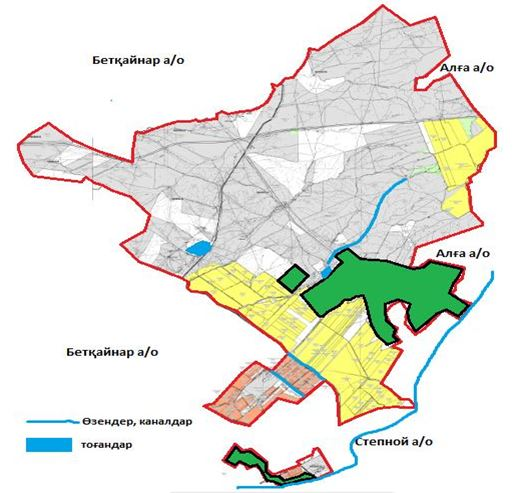 Бетқайнар а/о
Алға а/о
Алға а/о
Бетқайнар а/о
Өзендер, каналдар
Степной а/о
тоғандар